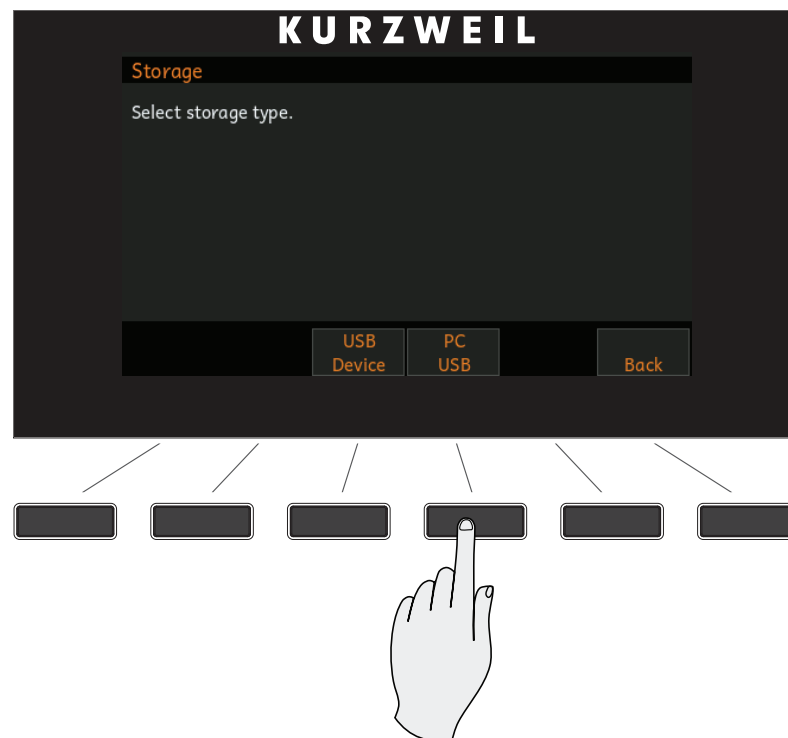 KURZWEIL
Storage
Select storage type.
USB PC
Device USB Back